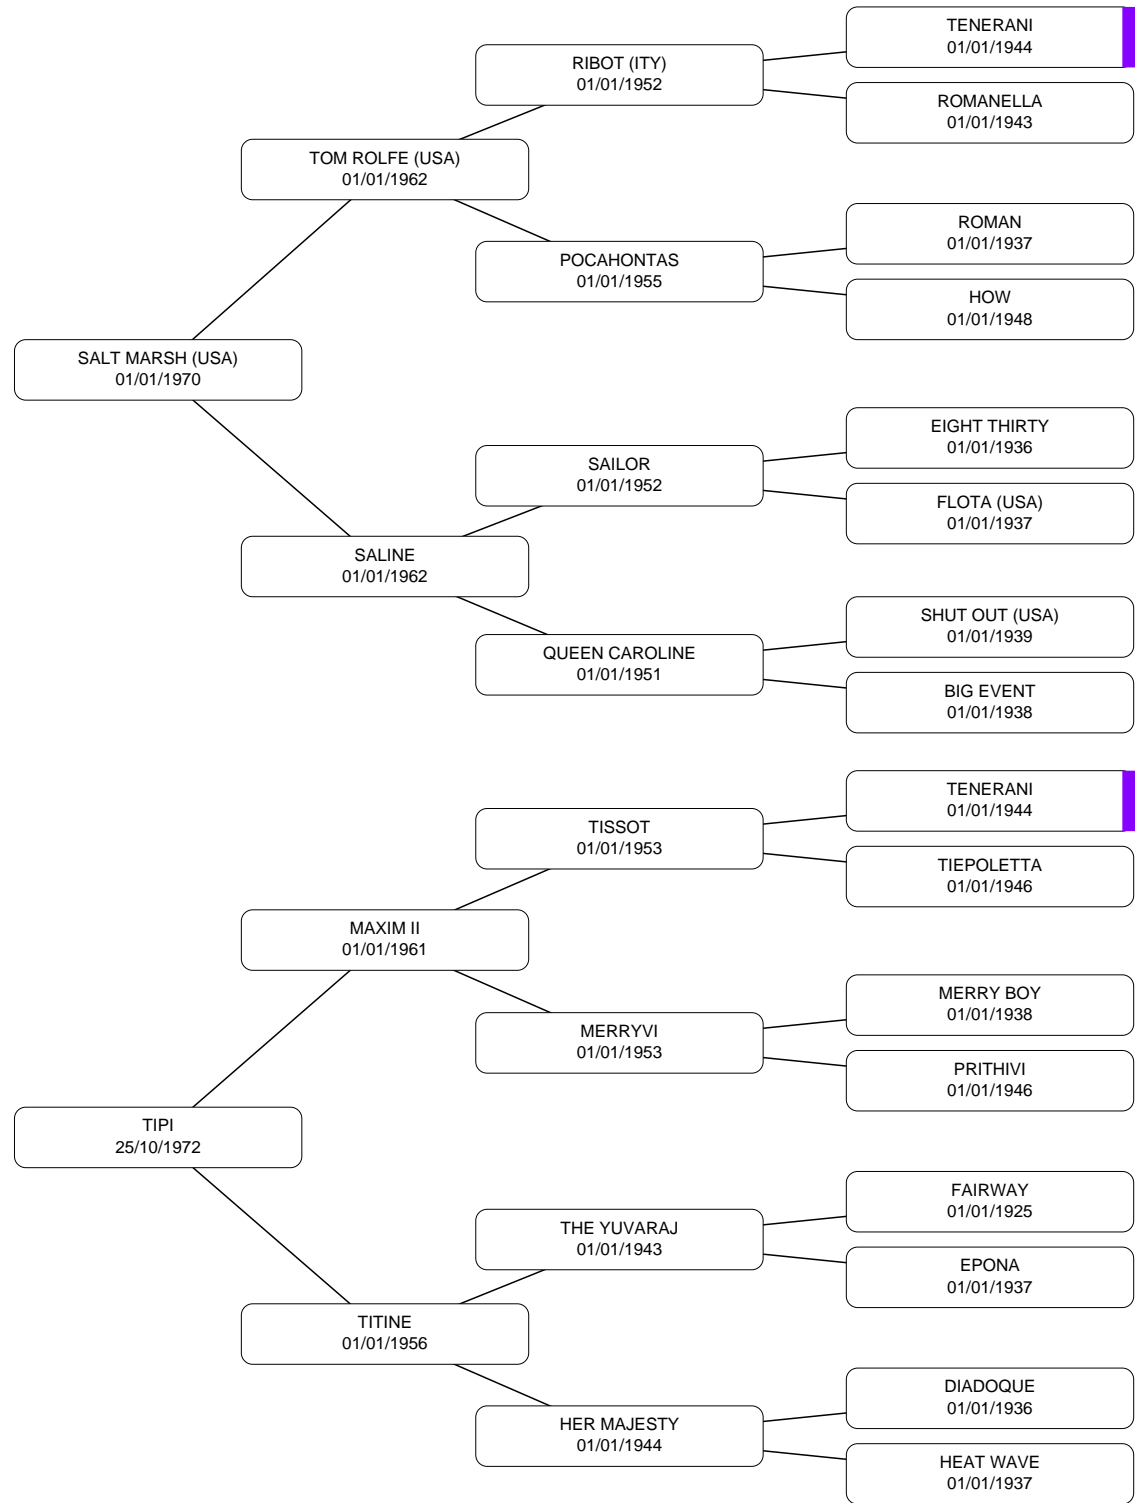 TENERANI
01/01/1944
RIBOT (ITY)
01/01/1952
ROMANELLA
01/01/1943
TOM ROLFE (USA)
01/01/1962
ROMAN
01/01/1937
POCAHONTAS
01/01/1955
HOW
01/01/1948
SALT MARSH (USA)
01/01/1970
EIGHT THIRTY
01/01/1936
SAILOR
01/01/1952
FLOTA (USA)
01/01/1937
SALINE
01/01/1962
SHUT OUT (USA)
01/01/1939
QUEEN CAROLINE
01/01/1951
BIG EVENT
01/01/1938
TENERANI
01/01/1944
TISSOT
01/01/1953
TIEPOLETTA
01/01/1946
MAXIM II
01/01/1961
MERRY BOY
01/01/1938
MERRYVI
01/01/1953
PRITHIVI
01/01/1946
TIPI
25/10/1972
FAIRWAY
01/01/1925
THE YUVARAJ
01/01/1943
EPONA
01/01/1937
TITINE
01/01/1956
DIADOQUE
01/01/1936
HER MAJESTY
01/01/1944
HEAT WAVE
01/01/1937